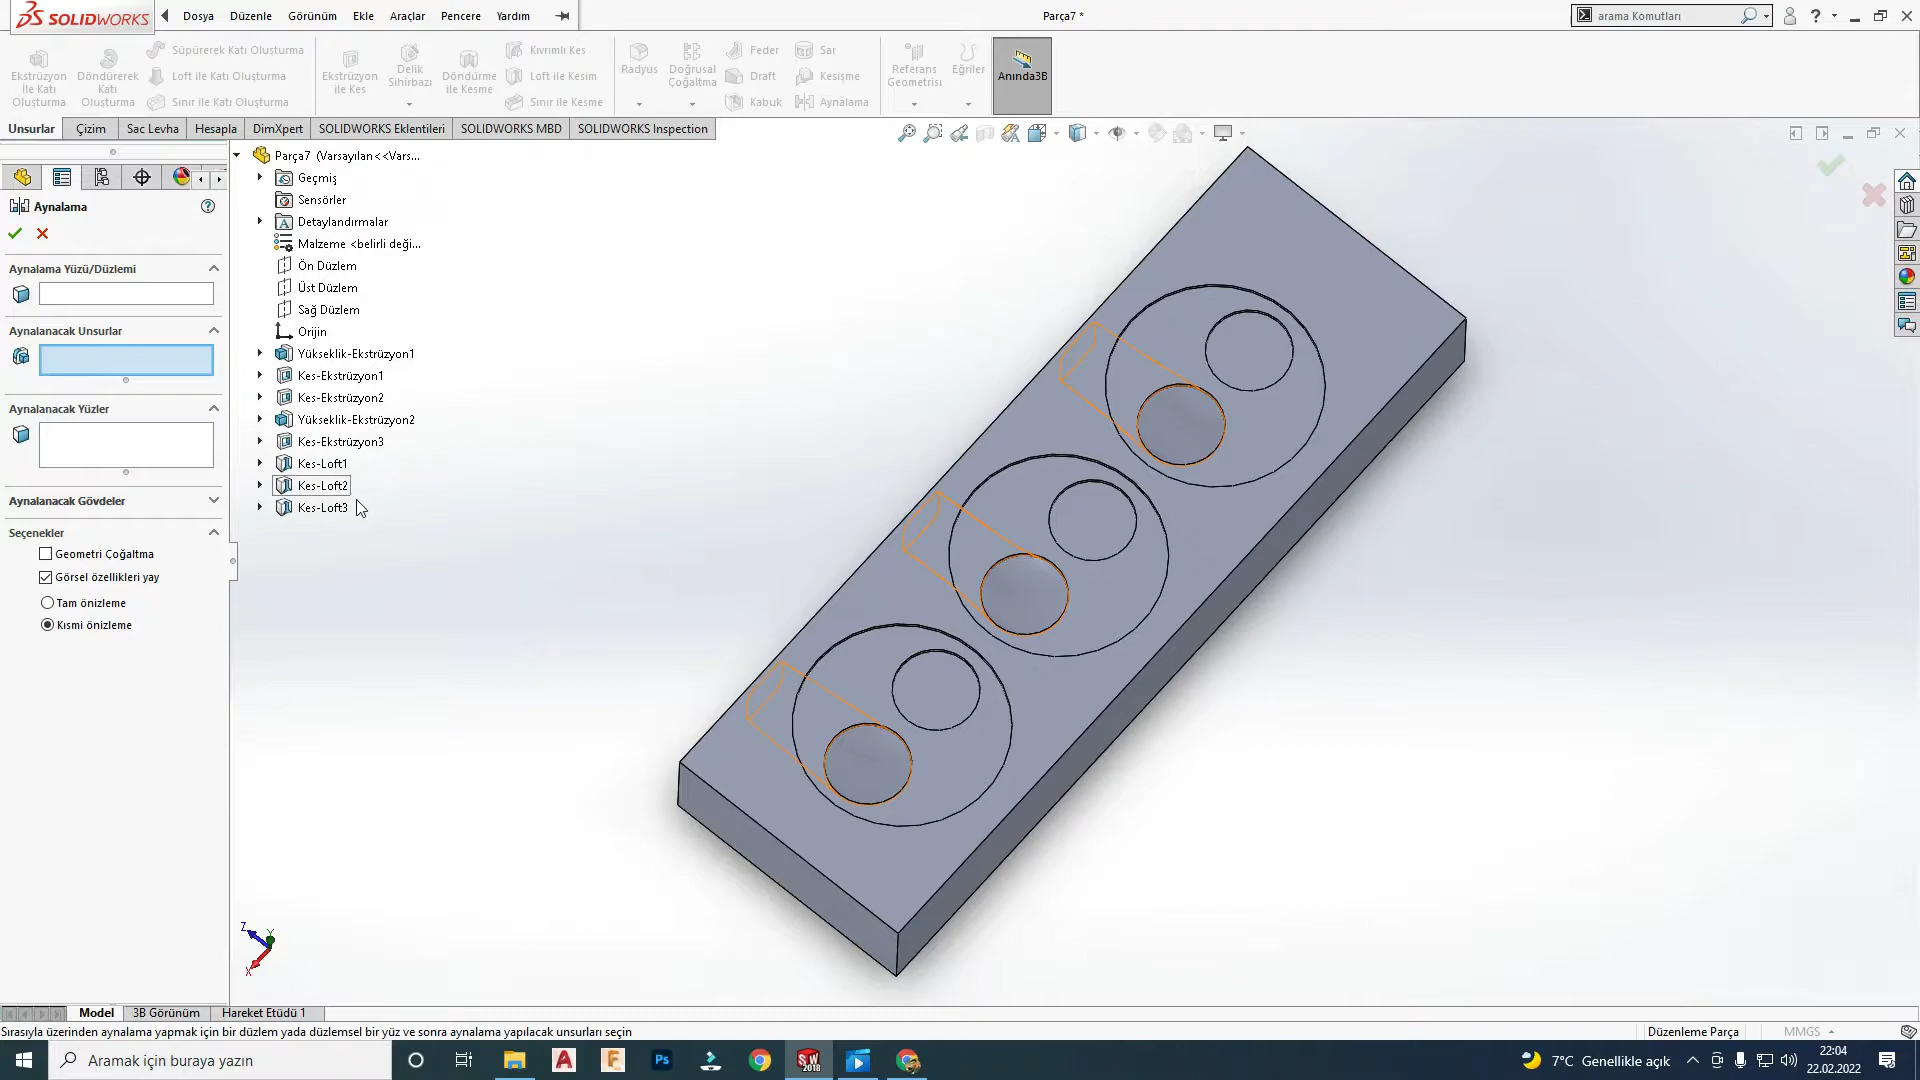 SOLIDWORKS Dosya Düzenle Görünüm Ekle Araçlar Pencere Yardım Parça7 * arama Komutları ?
Ekstrüzyon İle Katı Oluşturma
Döndürerek Katı Oluşturma
Süpürerek Katı Oluşturma
Loft ile Katı Oluşturma
Sınır ile Katı Oluşturma
Ekstrüzyon ile Kes
Delik Sihirbazı
Döndürme ile Kesme
Kıvrımlı Kes
Loft ile Kesim
Sınır ile Kesme
Radyus
Doğrusal Çoğaltma
Feder
Draft
Kabuk
Sar
Kesişme
Aynalama
Referans Geometrisi
Eğriler
Anında3B
Unsurlar Çizim Sac Levha Hesapla DimXpert SOLIDWORKS Eklentileri SOLIDWORKS MBD SOLIDWORKS Inspection
Aynalama
Aynalama Yüzü/Düzlemi
Aynalanacak Unsurlar
Aynalanacak Yüzler
Aynalanacak Gövdeler
Seçenekler
Geometri Çoğaltma
Görsel özellikleri yay
Tam önizleme
Kısmi önizleme
Parça7 (Varsayılan<<Vars...
Geçmiş
Sensörler
Detaylandırmalar
Malzeme <belirli deği...
Ön Düzlem
Üst Düzlem
Sağ Düzlem
Orijin
Yükseklik-Ekstrüzyon1
Kes-Ekstrüzyon1
Kes-Ekstrüzyon2
Yükseklik-Ekstrüzyon2
Kes-Ekstrüzyon3
Kes-Loft1
Kes-Loft2
Kes-Loft3
Z Y
X
Model 3B Görünüm Hareket Etüdü 1
Sırasıyla üzerinden aynalama yapmak için bir düzlem yada düzlemsel bir yüz ve sonra aynalama yapılacak unsurları seçin Düzenleme Parça MMGS
Aramak için buraya yazın A F Ps SW 2018 7°C Genellikle açık 22:04
22.02.2022